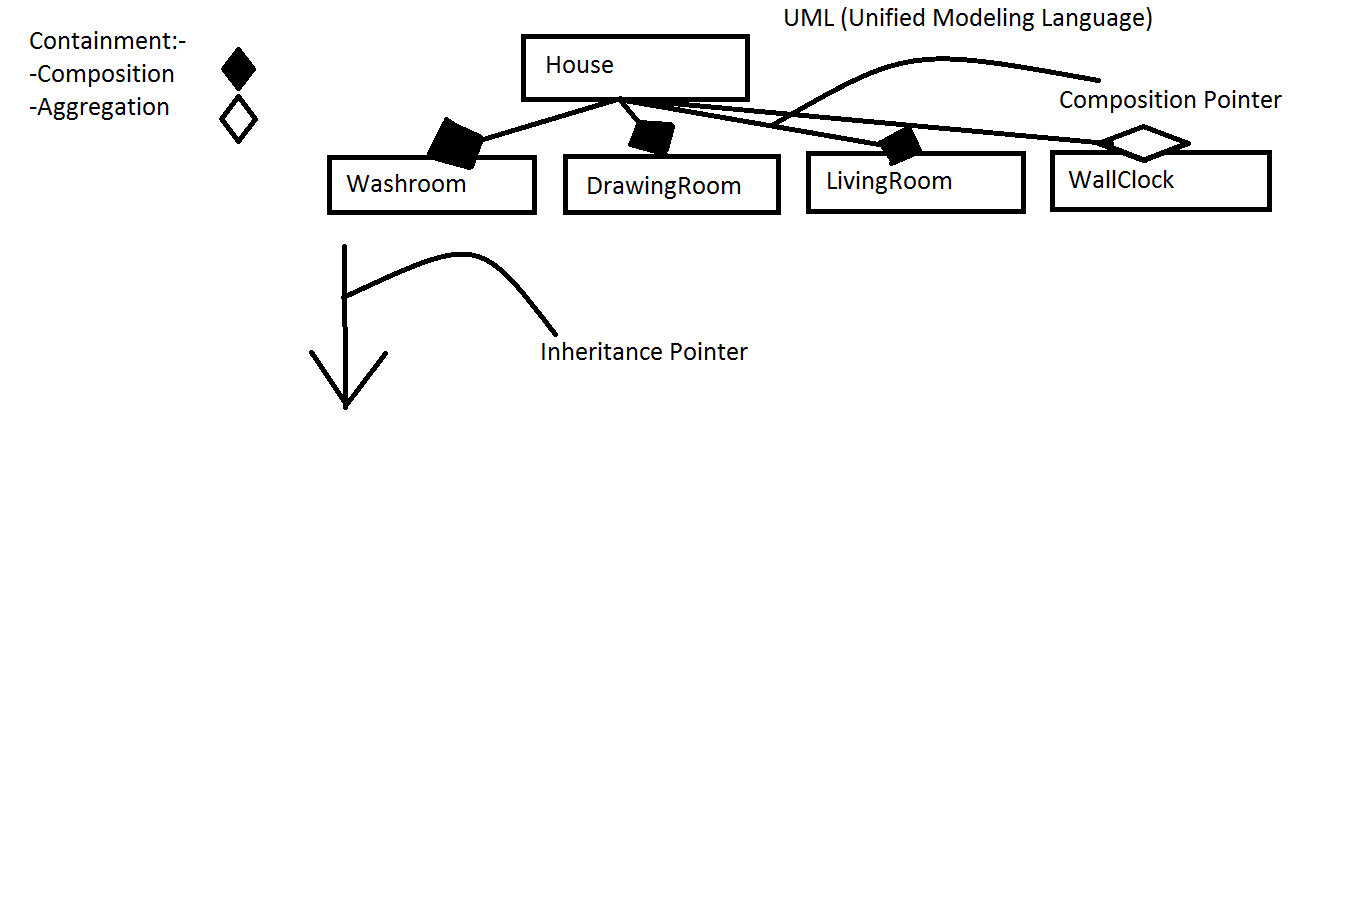 UML (Unified Modeling Language)
Containment:-
-Composition
-Aggregation
House
Composition Pointer
Washroom
DrawingRoom
LivingRoom
WallClock
Inheritance Pointer